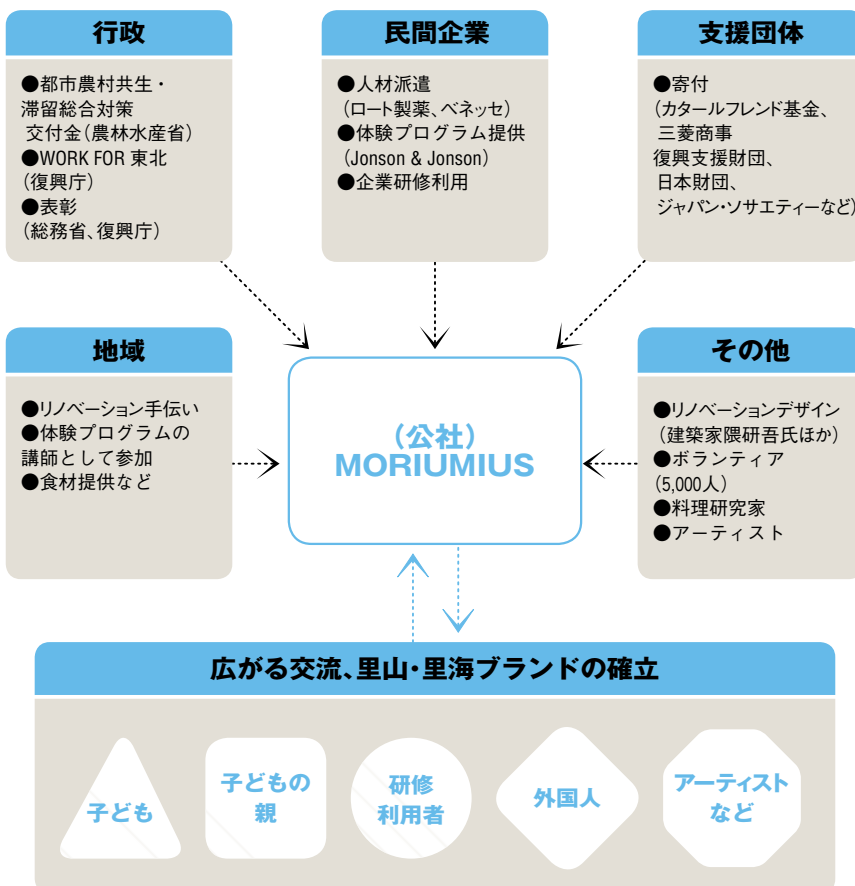 行政
●都市農村共生・
滞留総合対策
交付金(農林水産省)
●WORK FOR 東北
(復興庁)
●表彰
(総務省、復興庁)
民間企業
●人材派遣
(ロート製薬、ベネッセ)
●体験プログラム提供
(Jonson & Jonson)
●企業研修利用
支援団体
●寄付
(カタールフレンド基金、
三菱商事
復興支援財団、
日本財団、
ジャパン・ソサエティーなど)
地域
●リノベーション手伝い
●体験プログラムの
講師として参加
●食材提供など
(公社)
MORIUMIUS
その他
●リノベーションデザイン
(建築家隈研吾氏ほか)
●ボランティア
(5,000人)
●料理研究家
●アーティスト
広がる交流、里山・里海ブランドの確立
子ども
子どもの
親
研修
利用者
外国人
アーティスト
など